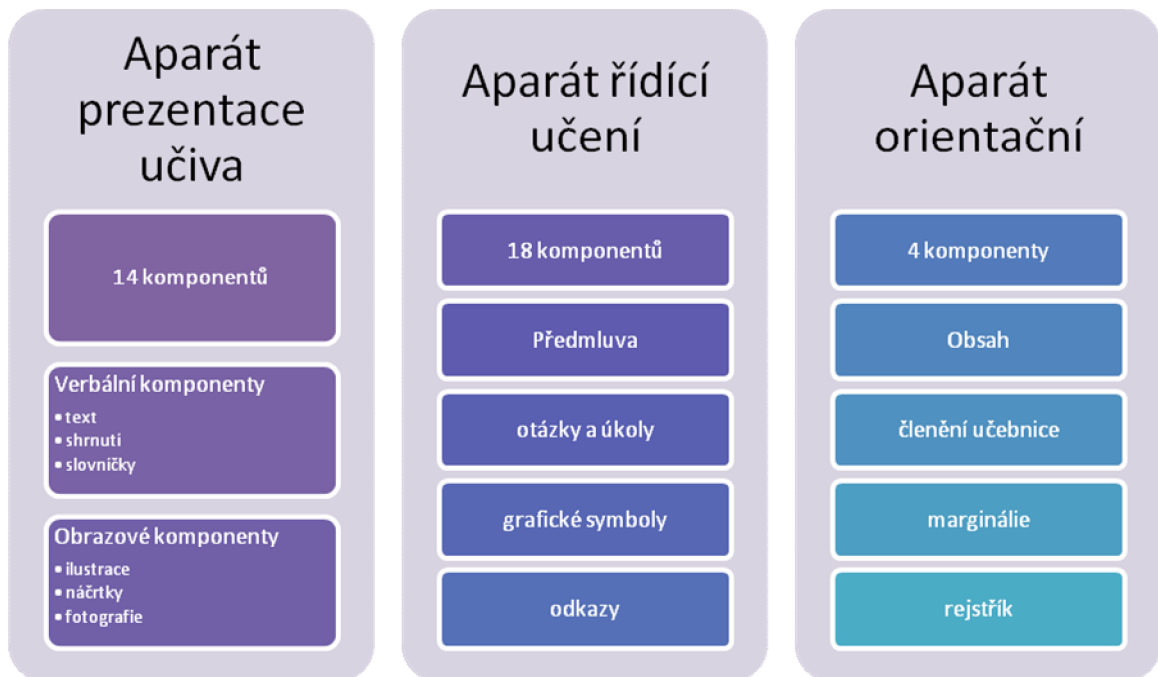 Aparát
prezentace
učiva
14 komponentů
Verbální komponenty
• text
• shrnutí
• slovníčky
Obrazové komponenty
• ilustrace
• náčrtky
• fotografie
Aparát řídící
učení
18 komponentů
Předmluva
otázky a úkoly
grafické symboly
odkazy
Aparát
orientační
4 komponenty
Obsah
členění učebnice
marginálie
rejstřík